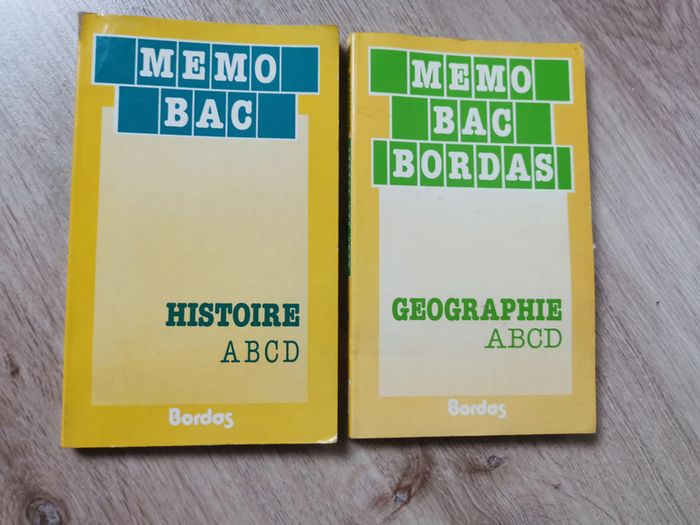 MEMO
BAC
HISTOIRE
ABCD
Bordas
MEMO
BAC
BORDAS
GEOGRAPHIE
ABCD
Bordas